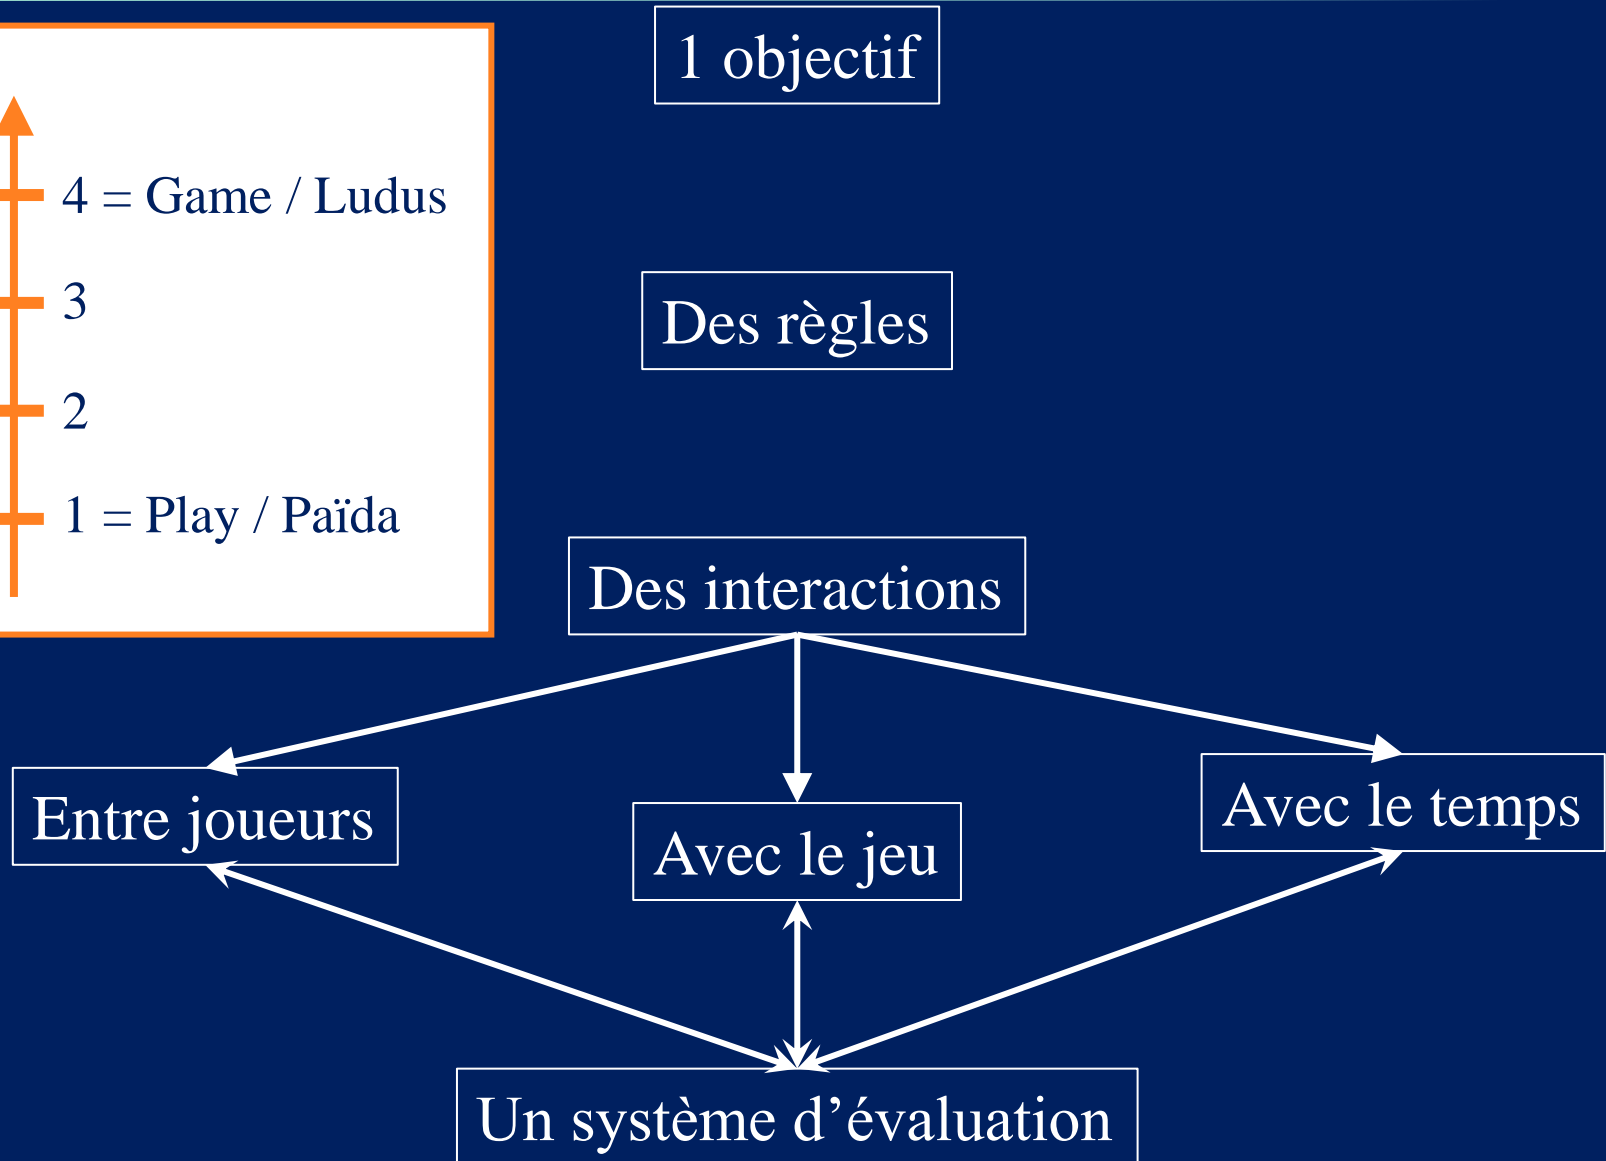 1 objectif
4 = Game / Ludus
3
2
1 = Play / Païda
Des règles
Des interactions
Entre joueurs
Avec le jeu
Avec le temps
Un système d’évaluation